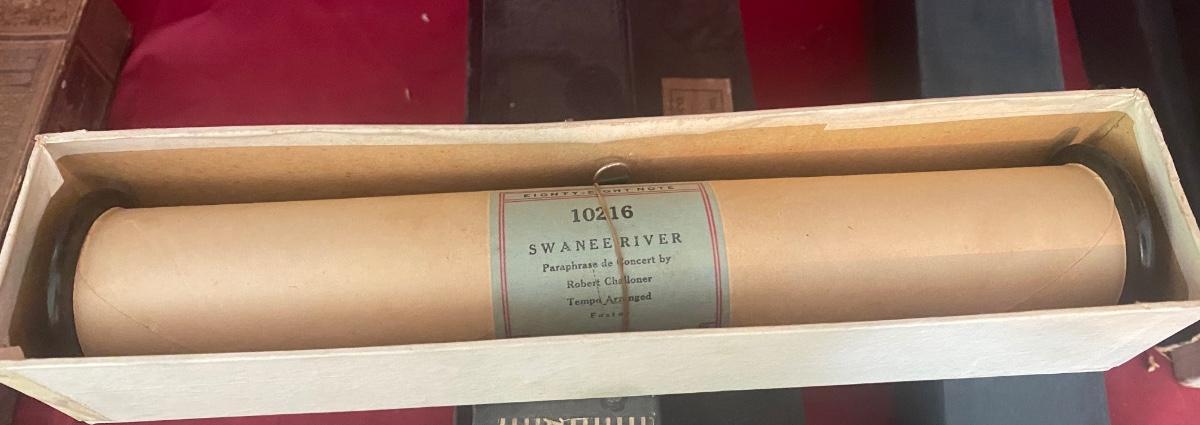 EIGHTY-EIGHT NOTE
10216
SWANEE RIVER
Paraphrase de Concert by
Robert Challoner
Tempo Arranged
Foster